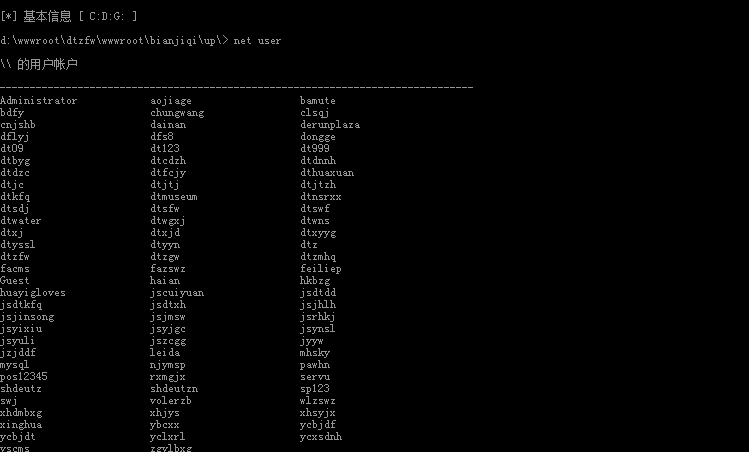 [*] 基本信息 [ C:D:G: ]
d:\wwwroot\dtzfw\wwwroot\bianjiqi\up\> net user
\\ 的用户帐户
-------------------------------------------------------------------------------
Administrator aojiage bamute
bdfy chungwang clsqj
cnjshb dainan derunplaza
dflyj dfs8 dongge
dt09 dt123 dt999
dtbyg dtcdzh dtdnnh
dtdzc dtfcjy dthuaxuan
dtjc dtjtj dtjtzh
dtkfq dtmuseum dtnsrxx
dtsdj dtsfw dtswf
dtwater dtwgxj dtwns
dtxj dtxjd dtxyyg
dtyssl dtyyn dtz
dtzfw dtzgw dtzmhq
facms fazswz feiliep
Guest haian hkbzg
huayigloves jscuiyuan jsdtdd
jsdtkfq jsdtxh jsjhlh
jsjinsong jsjmsw jsrhkj
jsyixiu jsyjgc jsynsl
jsyuli jszcgg jyyw
jzjddf leida mhsky
mysql njymsp pawhn
pos12345 rxmgjx servu
shdeutz shdeutzn sp123
swj volerzb wlzswz
xhdmbxg xhjys xhsyjx
xinghua ybcxx ycbjdf
ycbjdt yclxrl ycxsdnh
yscms zgylbxg